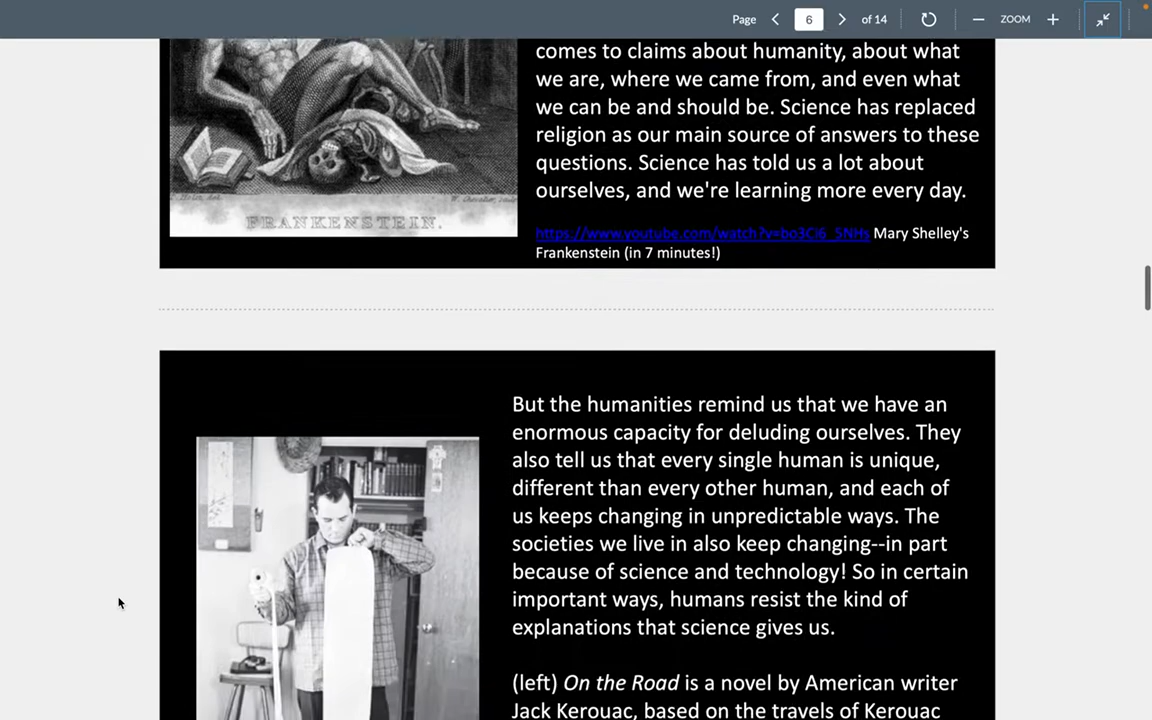 Page 6 of 14 ZOOM
comes to claims about humanity, about what
we are, where we came from, and even what
we can be and should be. Science has replaced
religion as our main source of answers to these
questions. Science has told us a lot about
ourselves, and we're learning more every day.
FRANKENSTEIN.
https://www.youtube.com/watch?v=bo3Ci6_5NHs Mary Shelley's
Frankenstein (in 7 minutes!)
But the humanities remind us that we have an
enormous capacity for deluding ourselves. They
also tell us that every single human is unique,
different than every other human, and each of
us keeps changing in unpredictable ways. The
societies we live in also keep changing--in part
because of science and technology! So in certain
important ways, humans resist the kind of
explanations that science gives us.
(left) On the Road is a novel by American writer
Jack Kerouac, based on the travels of Kerouac